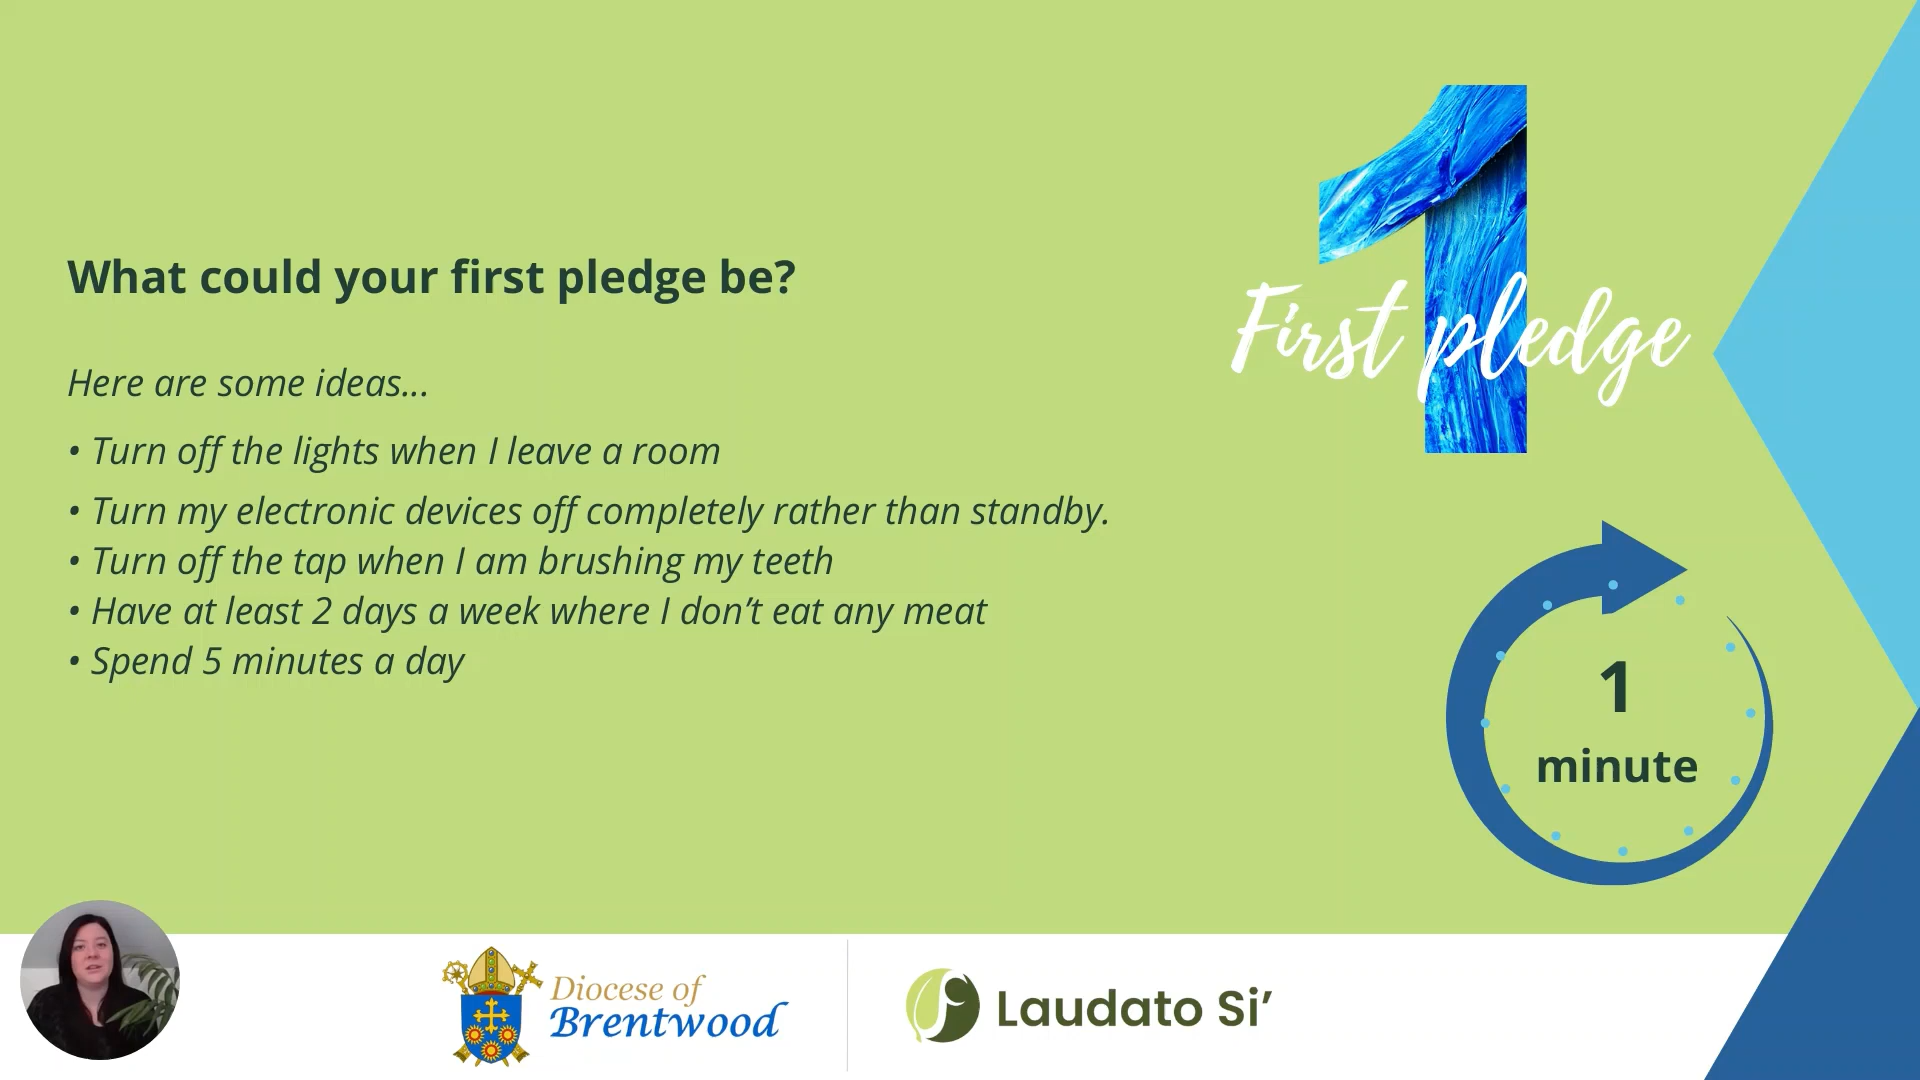 What could your first pledge be?
Here are some ideas...
• Turn off the lights when I leave a room
• Turn my electronic devices off completely rather than standby.
• Turn off the tap when I am brushing my teeth
• Have at least 2 days a week where I don’t eat any meat
• Spend 5 minutes a day
1
First pledge
1
minute
Diocese of
Brentwood
Laudato Si’